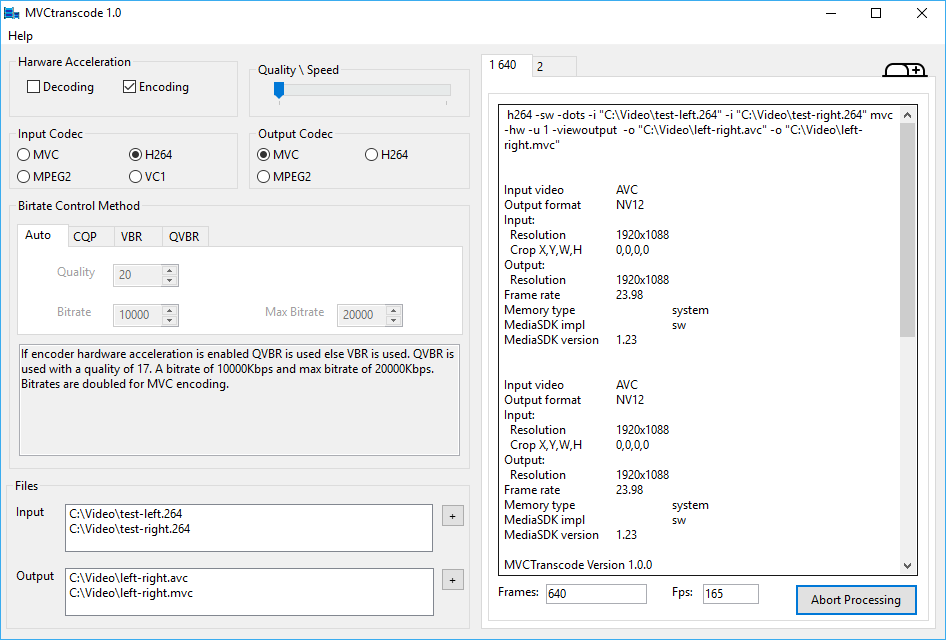 MVCtranscode 1.0
Help
Harware Acceleration
Decoding
Encoding
Quality \ Speed
Input Codec
MVC
H264
MPEG2
VC1
Output Codec
MVC
H264
MPEG2
Birtate Control Method
Auto
CQP
VBR
QVBR
Quality
20
Bitrate
10000
Max Bitrate
20000
If encoder hardware acceleration is enabled QVBR is used else VBR is used. QVBR is
used with a quality of 17. A bitrate of 10000Kbps and max bitrate of 20000Kbps.
Bitrates are doubled for MVC encoding.
Files
Input
C:\Video\test-left.264
C:\Video\test-right.264
+
Output
C:\Video\left-right.avc
C:\Video\left-right.mvc
+
1 640
2
h264 -sw -dots -i "C:\Video\test-left.264" -i "C:\Video\test-right.264" mvc
-hw -u 1 -viewoutput -o "C:\Video\left-right.avc" -o "C:\Video\left-
right.mvc"
Input video AVC
Output format NV12
Input:
Resolution 1920x1088
Crop X,Y,W,H 0,0,0,0
Output:
Resolution 1920x1088
Frame rate 23.98
Memory type system
MediaSDK impl sw
MediaSDK version 1.23
Input video AVC
Output format NV12
Input:
Resolution 1920x1088
Crop X,Y,W,H 0,0,0,0
Output:
Resolution 1920x1088
Frame rate 23.98
Memory type system
MediaSDK impl sw
MediaSDK version 1.23
MVCTranscode Version 1.0.0
Frames: 640
Fps: 165
Abort Processing